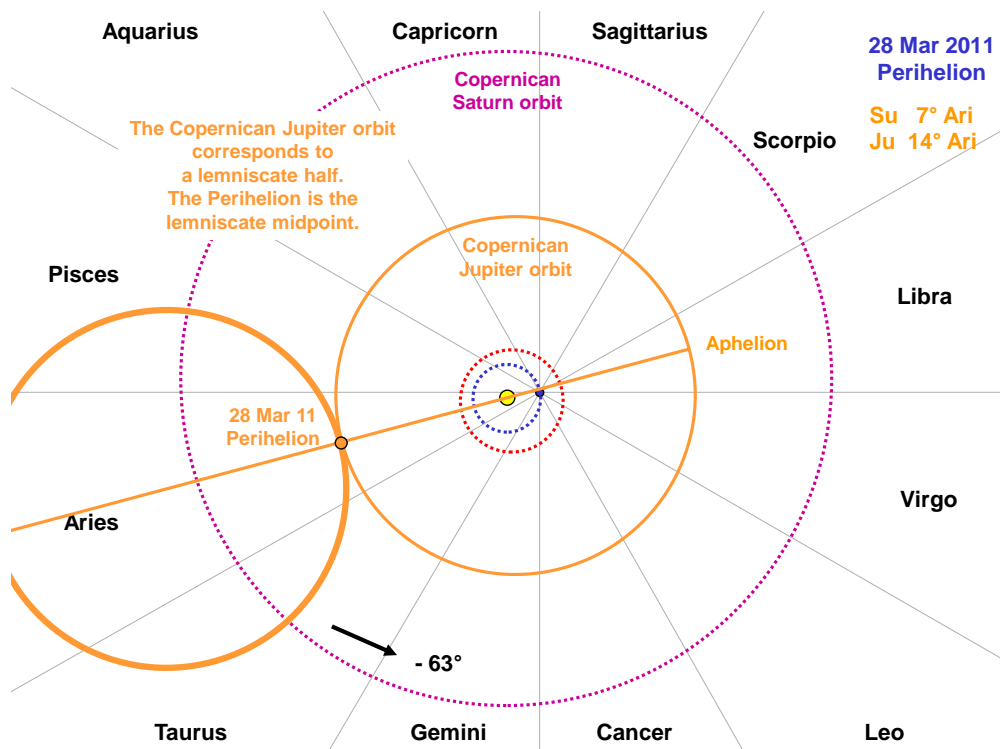 Aquarius
Capricorn
Sagittarius
28 Mar 2011
Perihelion
Su 7° Ari
Ju 14° Ari
Copernican
Saturn orbit
The Copernican Jupiter orbit
corresponds to
a lemniscate half.
The Perihelion is the
lemniscate midpoint.
Scorpio
Copernican
Jupiter orbit
Pisces
Libra
Aphelion
28 Mar 11
Perihelion
Aries
Virgo
- 63°
Taurus
Gemini
Cancer
Leo